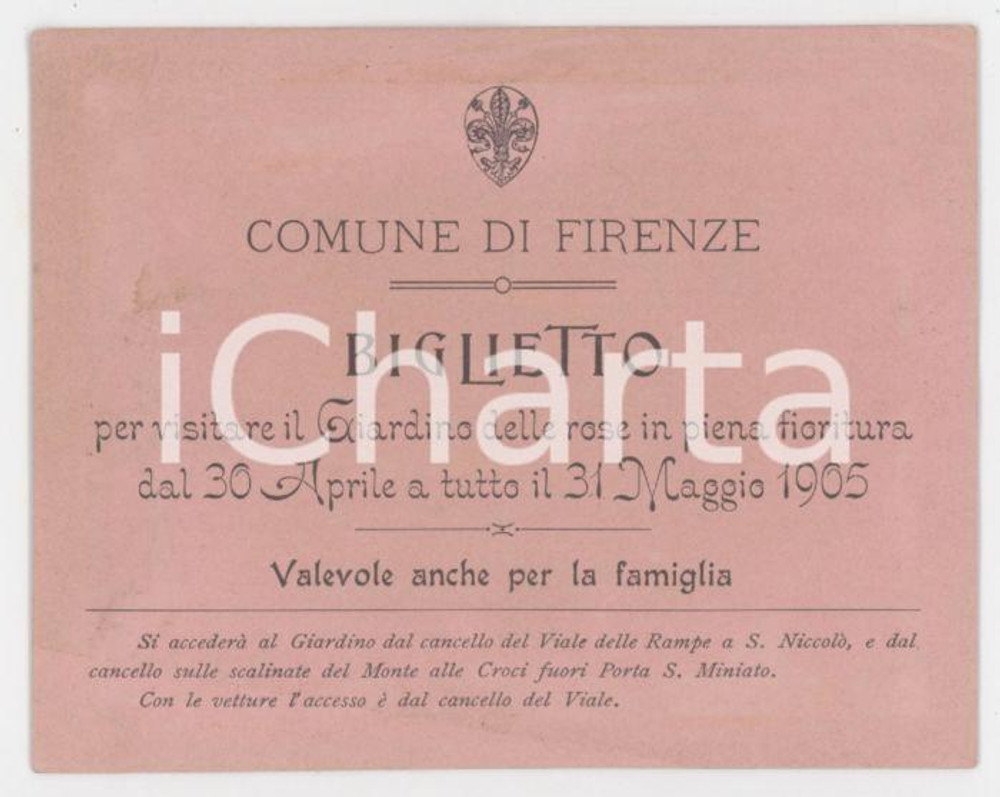 COMUNE DI FIRENZE
BIGLIETTO
per visitare il Giardino delle rose in piena fioritura
dal 30 Aprile a tutto il 31 Maggio 1905
Valevole anche per la famiglia
Si accederà al Giardino dal cancello del Viale delle Rampe a S. Niccolò, e dal
cancello sulle scalinate del Monte alle Croci fuori Porta S. Miniato.
Con le vetture l'accesso è dal cancello del Viale.
iCharta